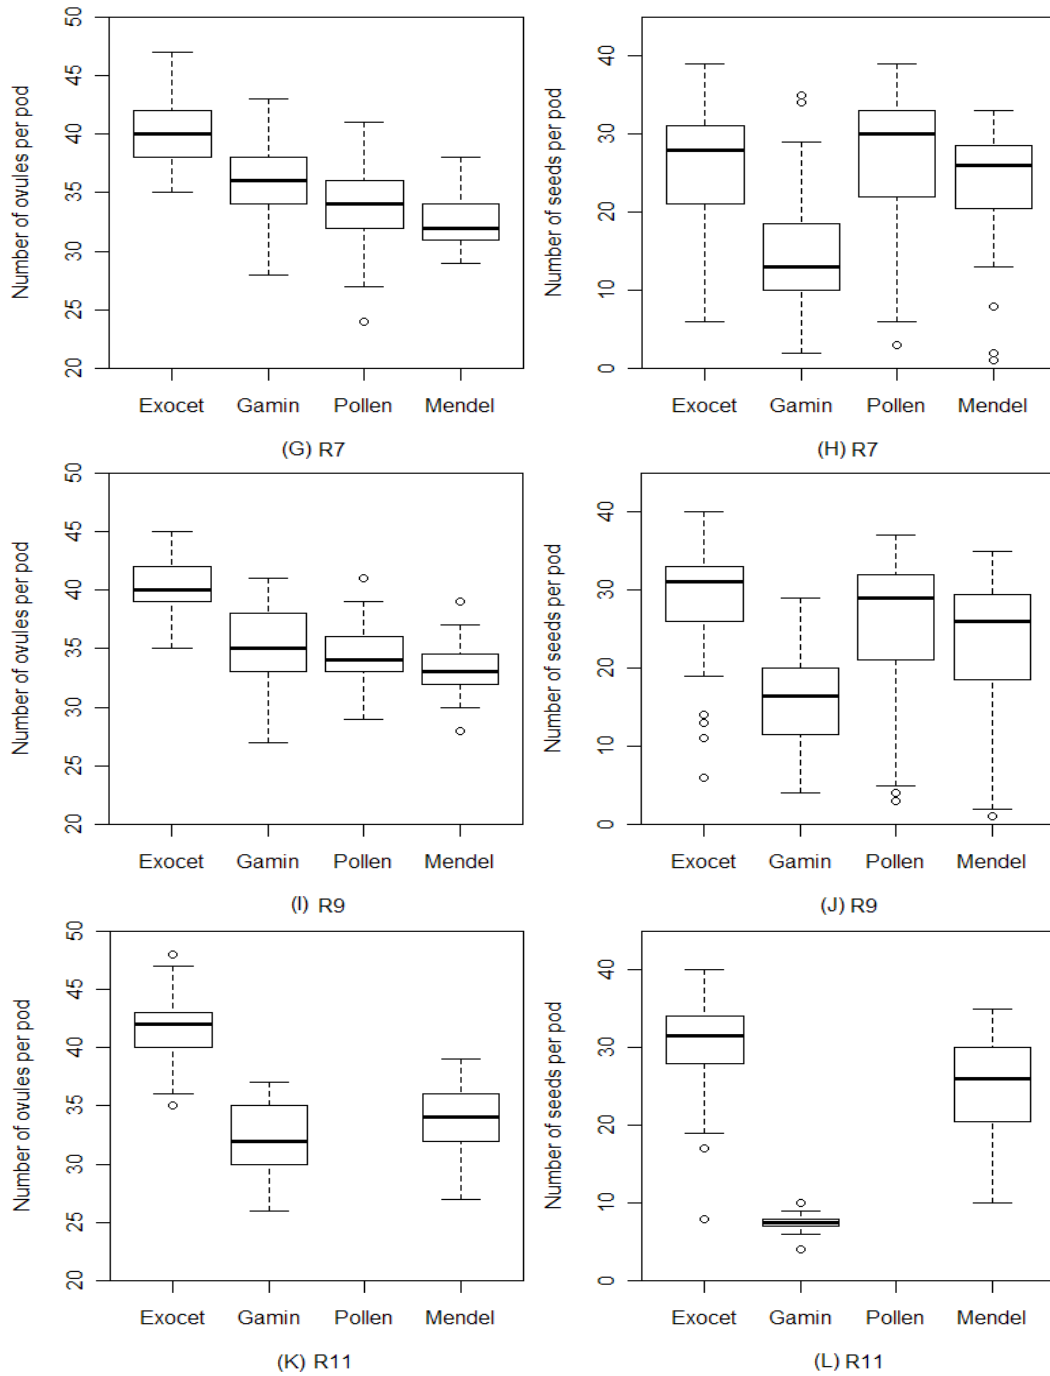 Number of ovules per pod
50
45
40
35
30
25
20
Exocet Gamin Pollen Mendel
(G) R7
Number of seeds per pod
40
30
20
10
0
Exocet Gamin Pollen Mendel
(H) R7
Number of ovules per pod
50
45
40
35
30
25
20
Exocet Gamin Pollen Mendel
(I) R9
Number of seeds per pod
40
30
20
10
0
Exocet Gamin Pollen Mendel
(J) R9
Number of ovules per pod
50
45
40
35
30
25
20
Exocet Gamin Pollen Mendel
(K) R11
Number of seeds per pod
40
30
20
10
0
Exocet Gamin Pollen Mendel
(L) R11